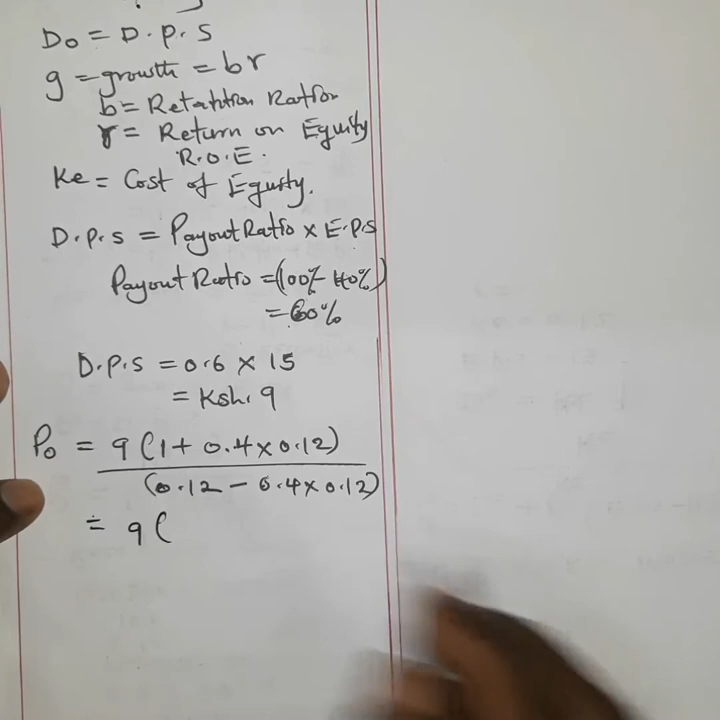 Do = D.P.S
g = growth = br
b = Retention Ratio
r = Return on Equity
R.O.E.
Ke = Cost of Equity.
D.P.S = Payout Ratio x E.P.S
Payout Ratio = (100% - 40%)
= 60%
D.P.S = 0.6 x 15
= Ksh. 9
Po = 9 (1 + 0.4 x 0.12)
(0.12 - 0.4 x 0.12)
= 9 (